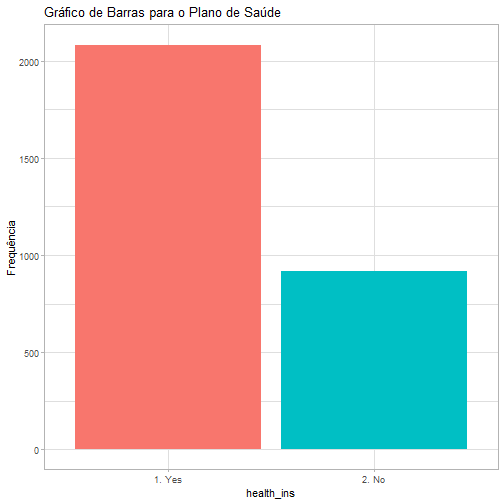 Gráfico de Barras para o Plano de Saúde
Frequência
2000
1500
1000
500
0
1. Yes
2. No
health_ins